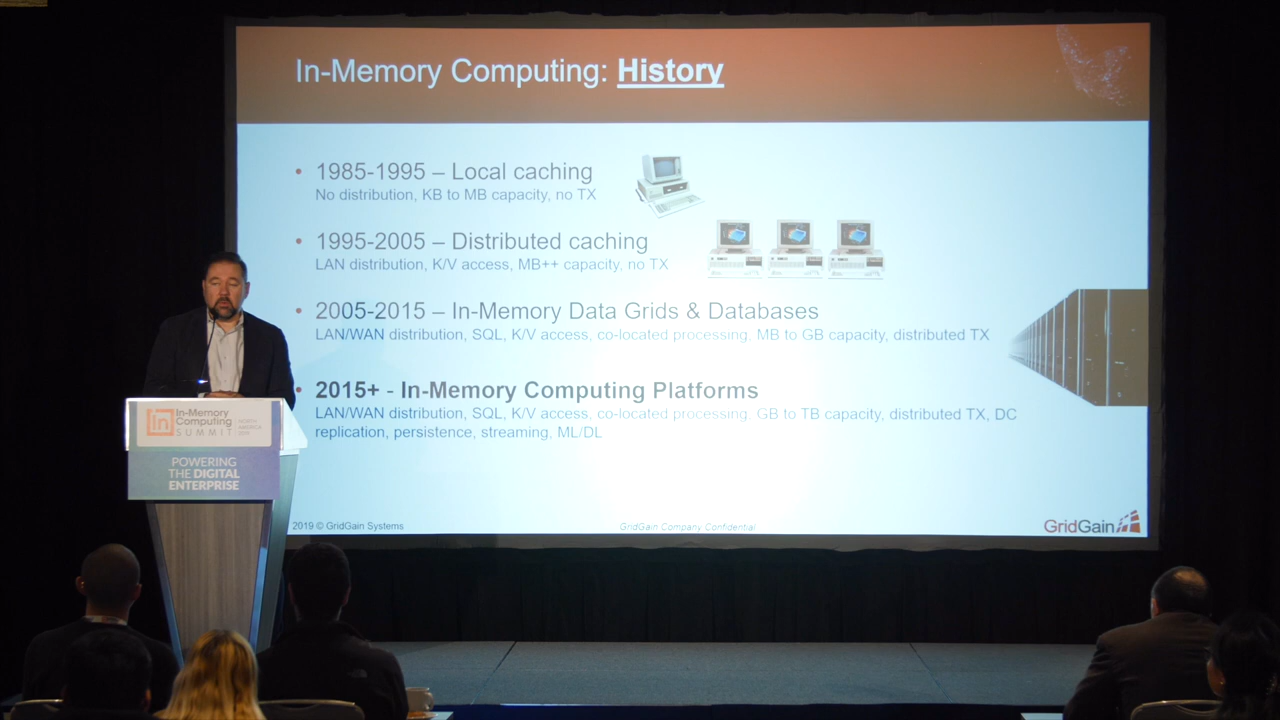 In-Memory Computing: History
• 1985-1995 – Local caching
No distribution, KB to MB capacity, no TX
• 1995-2005 – Distributed caching
LAN distribution, K/V access, MB++ capacity, no TX
• 2005-2015 – In-Memory Data Grids & Databases
LAN/WAN distribution, SQL, K/V access, co-located processing, MB to GB capacity, distributed TX
• 2015+ - In-Memory Computing Platforms
LAN/WAN distribution, SQL, K/V access, co-located processing, GB to TB capacity, distributed TX, DC
replication, persistence, streaming, ML/DL
2019 © GridGain Systems
GridGain Company Confidential
GridGain
in
In-Memory
Computing
SUMMIT
NORTH
AMERICA
2019
POWERING
THE DIGITAL
ENTERPRISE